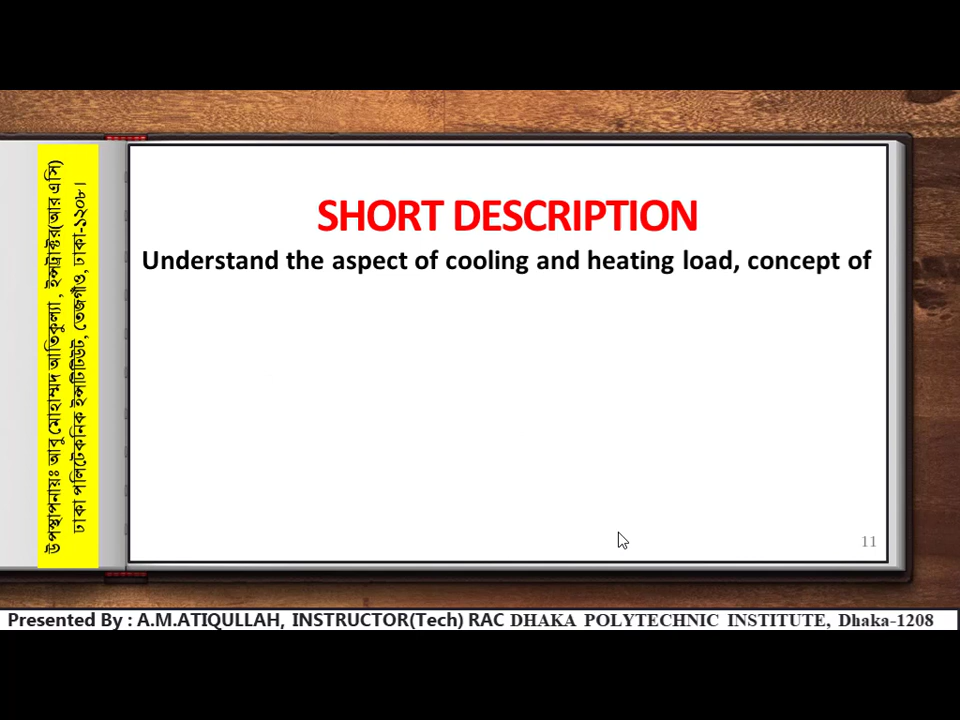 উপস্থাপনায়ঃ আবু মোহাম্মদ আতিকুল্যা , ইন্সট্রাক্টর(আর এসি)
ঢাকা পলিটেকনিক ইন্সটিটিউট, তেজগাঁও, ঢাকা-১২০৮।
SHORT DESCRIPTION
Understand the aspect of cooling and heating load, concept of
11
Presented By : A.M.ATIQULLAH, INSTRUCTOR(Tech) RAC DHAKA POLYTECHNIC INSTITUTE, Dhaka-1208